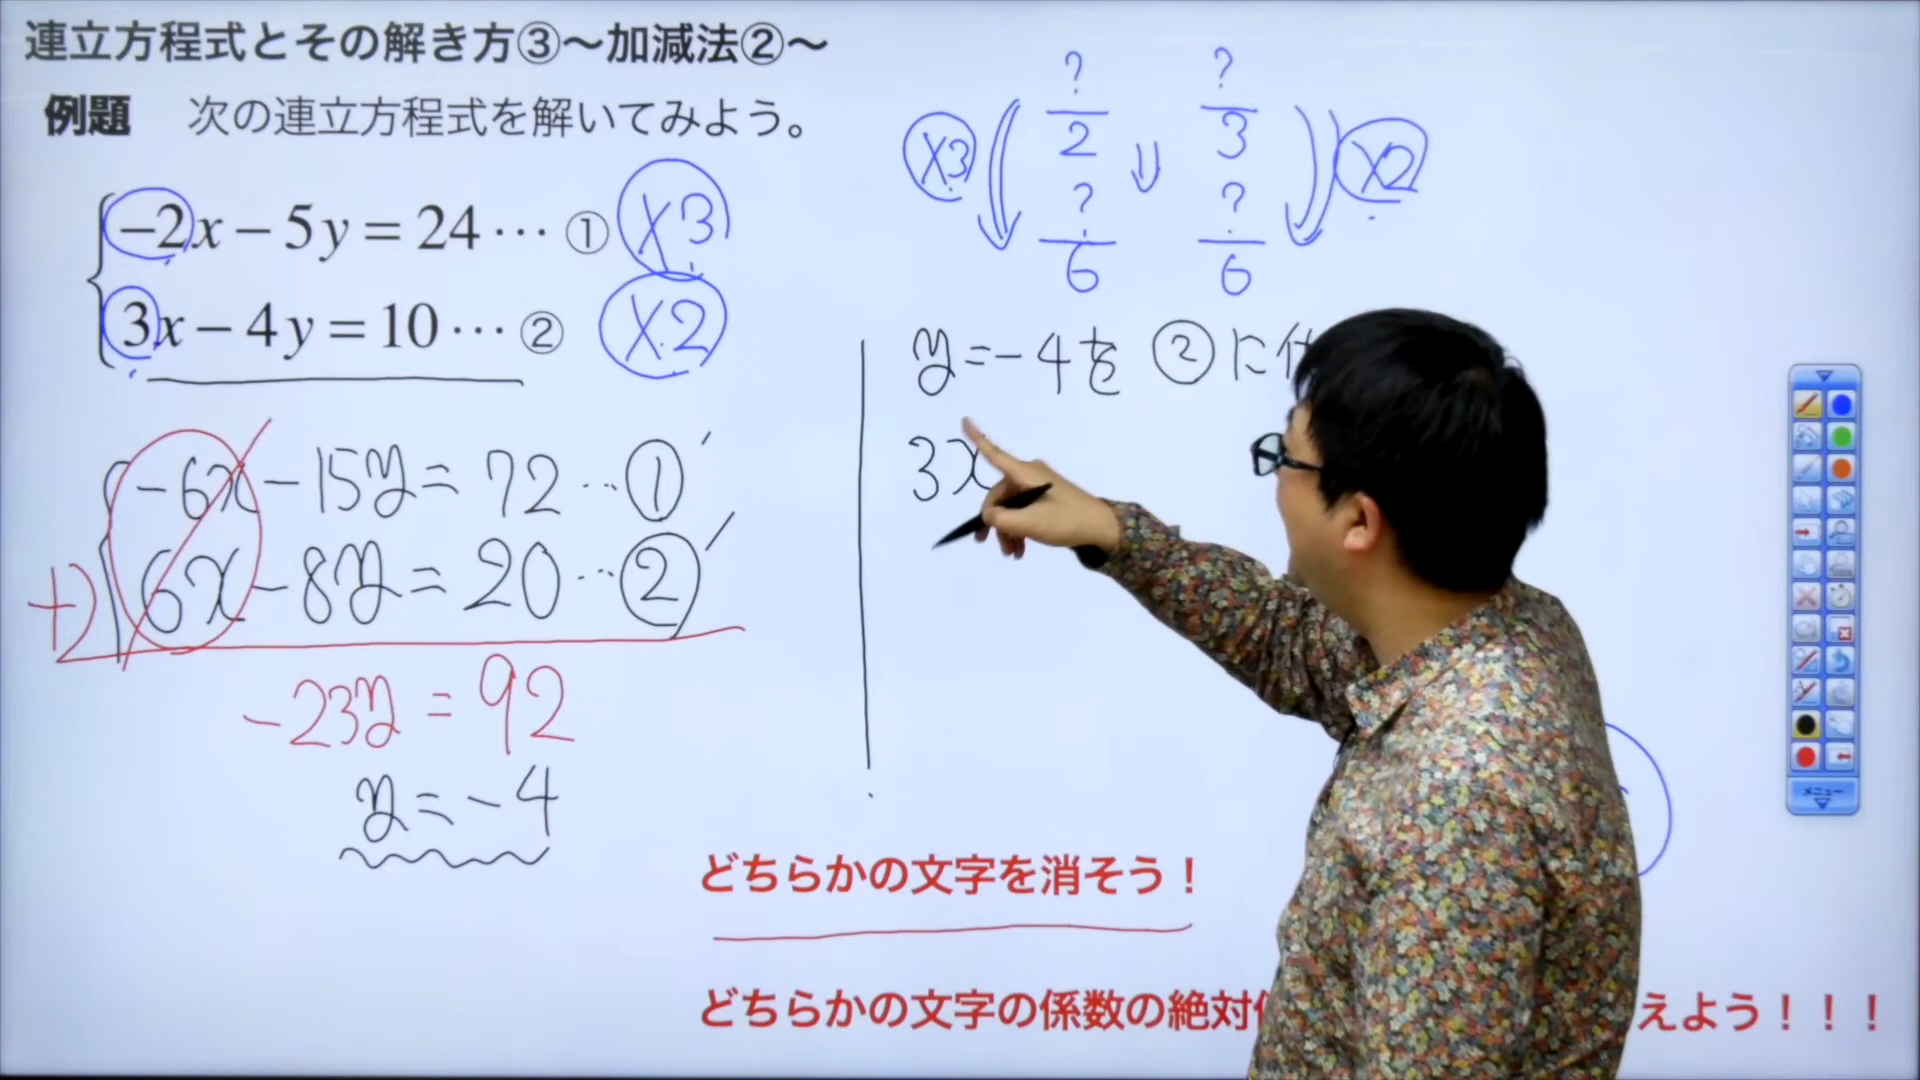 連立方程式とその解き方③〜加減法②〜
例題 次の連立方程式を解いてみよう。
-2x-5y=24… ① ×3
3x-4y=10… ② ×2
-6x-15y=72…①'
+) 6x-8y=20…②'
-23y=92
y=-4
×3 ?/2 ?/3 ×2
?/6 ?/6
y=-4を②に
3x
どちらかの文字を消そう！
どちらかの文字の係数の絶対
えよう！！！
メニュー